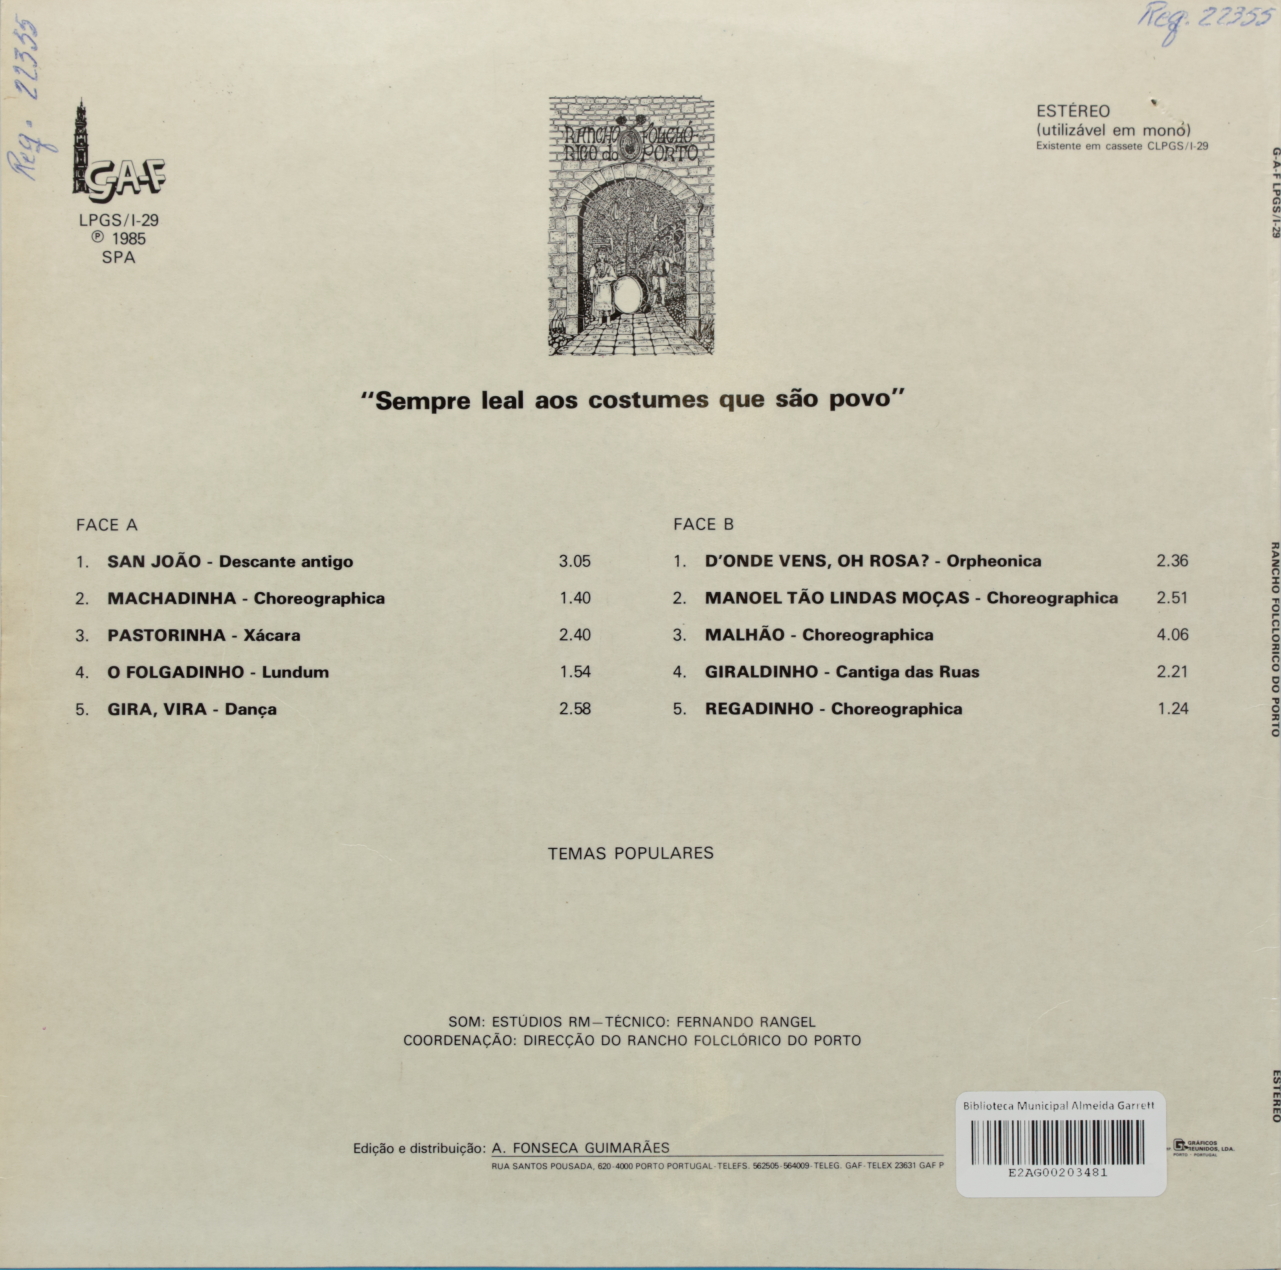 Reg. 22355
Reg. 22355
G-A-F
LPGS/I-29
Ⓟ 1985
SPA
RANCHO FOLCHÓ-
RICO do PORTO
ESTÉREO
(utilizável em mono)
Existente em cassete CLPGS/I-29
"Sempre leal aos costumes que são povo"
FACE A
1. SAN JOÃO - Descante antigo 3.05
2. MACHADINHA - Choreographica 1.40
3. PASTORINHA - Xácara 2.40
4. O FOLGADINHO - Lundum 1.54
5. GIRA, VIRA - Dança 2.58
FACE B
1. D'ONDE VENS, OH ROSA? - Orpheonica 2.36
2. MANOEL TÃO LINDAS MOÇAS - Choreographica 2.51
3. MALHÃO - Choreographica 4.06
4. GIRALDINHO - Cantiga das Ruas 2.21
5. REGADINHO - Choreographica 1.24
TEMAS POPULARES
SOM: ESTÚDIOS RM—TÉCNICO: FERNANDO RANGEL
COORDENAÇÃO: DIRECÇÃO DO RANCHO FOLCLÓRICO DO PORTO
Edição e distribuição: A. FONSECA GUIMARÃES
RUA SANTOS POUSADA, 620-4000 PORTO PORTUGAL-TELEFS. 562505-564009-TELEG. GAF-TELEX 23631 GAF P
Biblioteca Municipal Almeida Garrett
E2AG00203481
GRÁFICOS
REUNIDOS, LDA.
PORTO - PORTUGAL
G-A-F LPGS/I-29
RANCHO FOLCLÓRICO DO PORTO
ESTÉREO